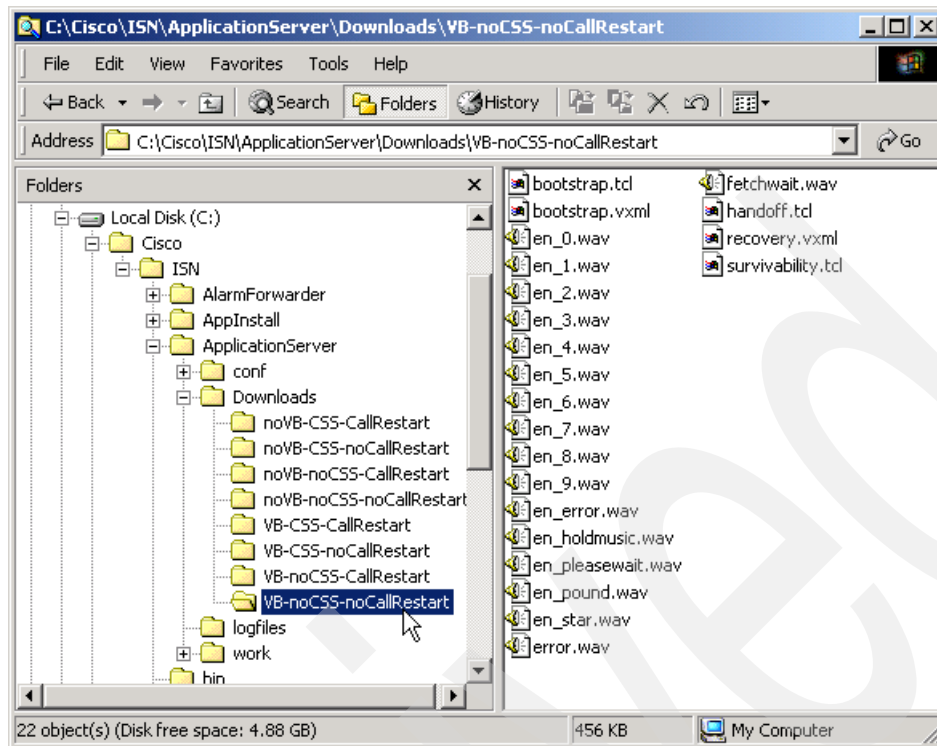 C:\Cisco\ISN\ApplicationServer\Downloads\VB-noCSS-noCallRestart
File Edit View Favorites Tools Help
Back Search Folders History
Address C:\Cisco\ISN\ApplicationServer\Downloads\VB-noCSS-noCallRestart Go
Folders
Local Disk (C:)
Cisco
ISN
AlarmForwarder
AppInstall
ApplicationServer
conf
Downloads
noVB-CSS-CallRestart
noVB-CSS-noCallRestart
noVB-noCSS-CallRestart
noVB-noCSS-noCallRestart
VB-CSS-CallRestart
VB-CSS-noCallRestart
VB-noCSS-CallRestart
VB-noCSS-noCallRestart
logfiles
work
bin
bootstrap.tcl
bootstrap.vxml
en_0.wav
en_1.wav
en_2.wav
en_3.wav
en_4.wav
en_5.wav
en_6.wav
en_7.wav
en_8.wav
en_9.wav
en_error.wav
en_holdmusic.wav
en_pleasewait.wav
en_pound.wav
en_star.wav
error.wav
fetchwait.wav
handoff.tcl
recovery.vxml
survivability.tcl
22 object(s) (Disk free space: 4.88 GB) 456 KB My Computer